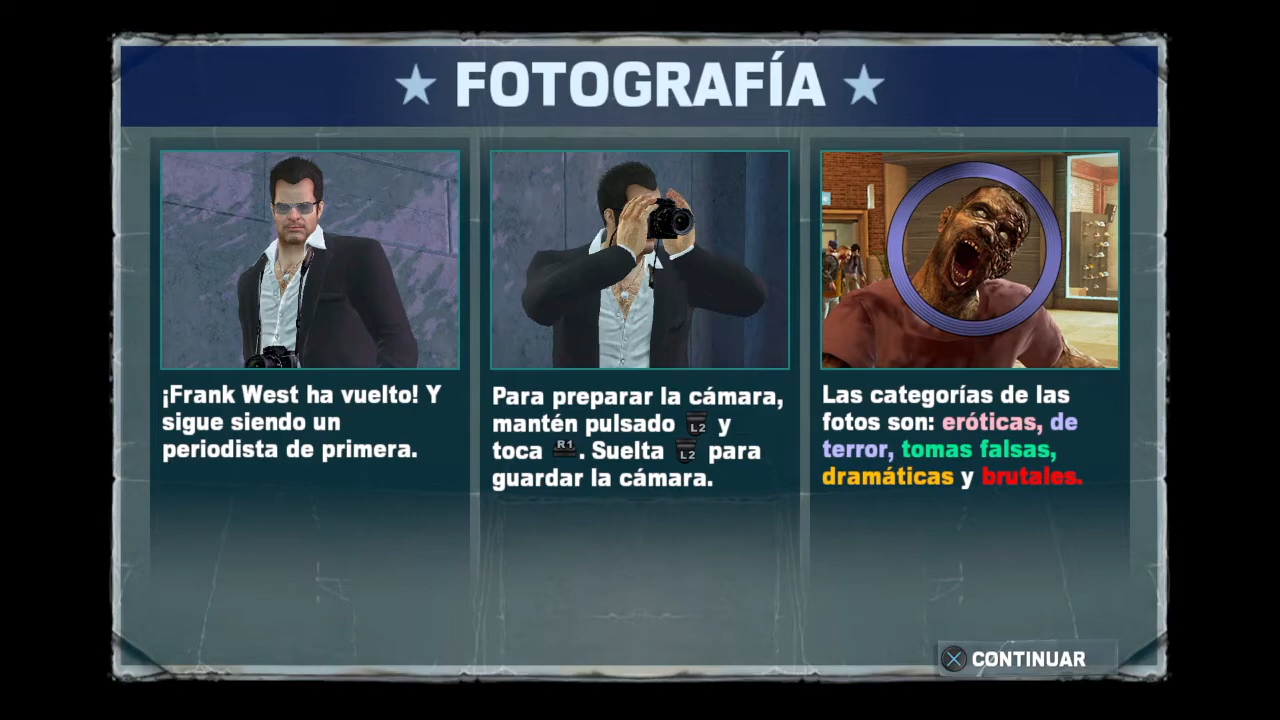 FOTOGRAFÍA
¡Frank West ha vuelto! Y
sigue siendo un
periodista de primera.
Para preparar la cámara,
mantén pulsado L2 y
toca R1. Suelta L2 para
guardar la cámara.
Las categorías de las
fotos son: eróticas, de
terror, tomas falsas,
dramáticas y brutales.
CONTINUAR